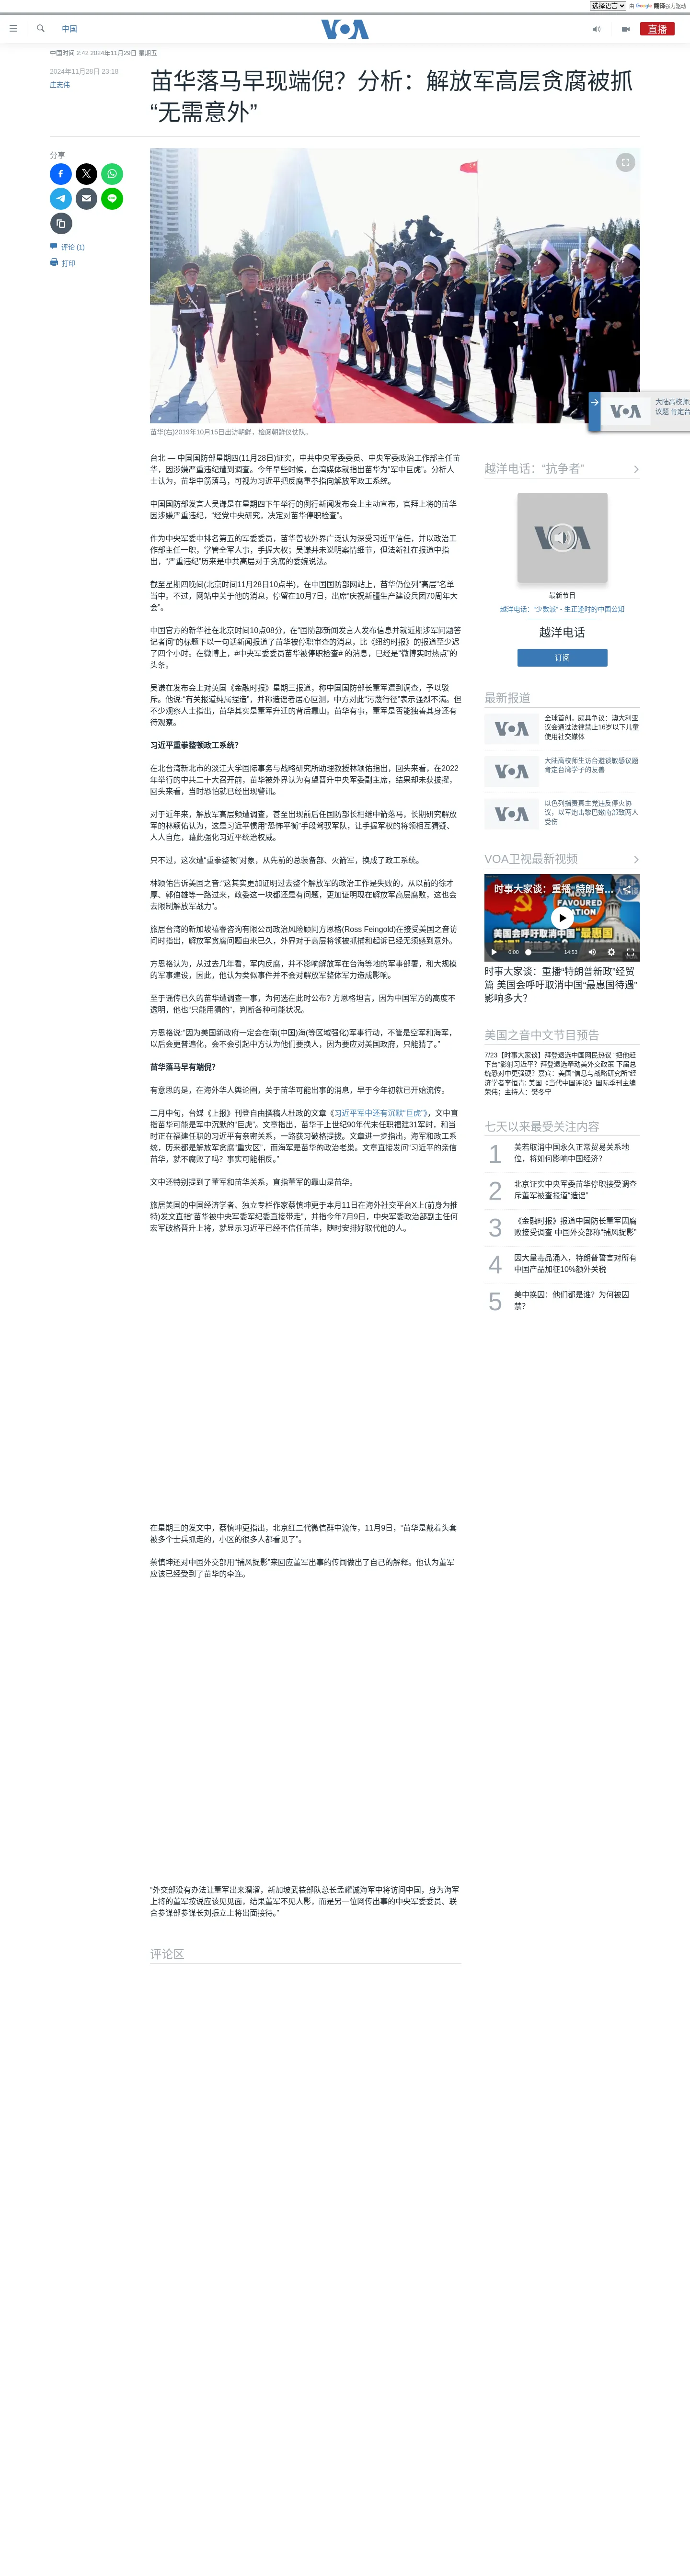 选择语言
由 Google 翻译强力驱动
中国
VOA
直播
中国时间 2:42 2024年11月29日 星期五
2024年11月28日 23:18
庄志伟
苗华落马早现端倪？分析：解放军高层贪腐被抓
“无需意外”
分享
评论 (1)
打印
苗华(右)2019年10月15日出访朝鲜，检阅朝鲜仪仗队。
大陆高校师
议题 肯定台
台北 — 中国国防部星期四(11月28日)证实，中共中央军委委员、中央军委政治工作部主任苗
华，因涉嫌严重违纪遭到调查。今年早些时候，台湾媒体就指出苗华为“军中巨虎”。分析人
士认为，苗华中箭落马，可视为习近平把反腐重拳指向解放军政工系统。
中国国防部发言人吴谦是在星期四下午举行的例行新闻发布会上主动宣布，官拜上将的苗华
因涉嫌严重违纪，“经党中央研究，决定对苗华停职检查”。
作为中央军委中排名第五的军委委员，苗华曾被外界广泛认为深受习近平信任，并以政治工
作部主任一职，掌管全军人事，手握大权；吴谦并未说明案情细节，但法新社在报道中指
出，“严重违纪”历来是中共高层对于贪腐的委婉说法。
截至星期四晚间(北京时间11月28日10点半)，在中国国防部网站上，苗华仍位列“高层”名单
当中。不过，网站中关于他的消息，停留在10月7日，出席“庆祝新疆生产建设兵团70周年大
会”。
中国官方的新华社在北京时间10点08分，在“国防部新闻发言人发布信息并就近期涉军问题答
记者问”的标题下以一句话新闻报道了苗华被停职审查的消息，比《纽约时报》的报道至少迟
了四个小时。在微博上，#中央军委委员苗华被停职检查# 的消息，已经是“微博实时热点”的
头条。
吴谦在发布会上对英国《金融时报》星期三报道，称中国国防部长董军遭到调查，予以驳
斥。他说:“有关报道纯属捏造”，并称造谣者居心叵测，中方对此“污蔑行径”表示强烈不满。但
不少观察人士指出，苗华其实是董军升迁的背后靠山。苗华有事，董军是否能独善其身还有
待观察。
习近平重拳整顿政工系统？
在北台湾新北市的淡江大学国际事务与战略研究所助理教授林颖佑指出，回头来看，在2022
年举行的中共二十大召开前，苗华被外界认为有望晋升中央军委副主席，结果却未获拔擢，
回头来看，当时恐怕就已经出现警讯。
对于近年来，解放军高层频遭调查，甚至出现前后任国防部长相继中箭落马，长期研究解放
军的林颖佑认为，这是习近平惯用“恐怖平衡”手段驾驭军队，让手握军权的将领相互猜疑、
人人自危，藉此强化习近平统治权威。
只不过，这次遭“重拳整顿”对象，从先前的总装备部、火箭军，换成了政工系统。
林颖佑告诉美国之音:“这其实更加证明过去整个解放军的政治工作是失败的，从以前的徐才
厚、郭伯雄等一路过来，政委这一块都还是有问题，更加证明现在解放军高层腐败，这也会
去限制解放军战力”。
旅居台湾的新加坡禧睿咨询有限公司政治风险顾问方恩格(Ross Feingold)在接受美国之音访
问时指出，解放军贪腐问题由来已久，外界对于高层将领被抓捕和起诉已经无须感到意外。
方恩格认为，从过去几年看，军内反腐，并不影响解放军在台海等地的军事部署，和大规模
的军事建设，因此，他认为类似事件并不会对解放军整体军力造成影响。
至于谣传已久的苗华遭调查一事，为何选在此时公布? 方恩格坦言，因为中国军方的高度不
透明，他也“只能用猜的”，判断各种可能状况。
方恩格说:“因为美国新政府一定会在南(中国)海(等区域强化)军事行动，不管是空军和海军，
以后会更普遍化，会不会引起中方认为他们要换人，因为要应对美国政府，只能猜了。”
苗华落马早有端倪？
有意思的是，在海外华人舆论圈，关于苗华可能出事的消息，早于今年初就已开始流传。
二月中旬，台媒《上报》刊登自由撰稿人杜政的文章《习近平军中还有沉默“巨虎”》，文中直
指苗华可能是军中沉默的“巨虎”。文章指出，苗华于上世纪90年代末任职福建31军时，和当
时正在福建任职的习近平有亲密关系，一路获习破格提拔。文章进一步指出，海军和政工系
统，历来都是解放军贪腐“重灾区”，而海军是苗华的政治老巢。文章直接发问“习近平的亲信
苗华，就不腐败了吗？事实可能相反。”
文中还特别提到了董军和苗华关系，直指董军的靠山是苗华。
旅居美国的中国经济学者、独立专栏作家蔡慎坤更于本月11日在海外社交平台X上(前身为推
特)发文直指“苗华被中央军委军纪委直接带走”，并指今年7月9日，中央军委政治部副主任何
宏军破格晋升上将，就显示习近平已经不信任苗华，随时安排好取代他的人。
在星期三的发文中，蔡慎坤更指出，北京红二代微信群中流传，11月9日，“苗华是戴着头套
被多个士兵抓走的，小区的很多人都看见了”。
蔡慎坤还对中国外交部用“捕风捉影”来回应董军出事的传闻做出了自己的解释。他认为董军
应该已经受到了苗华的牵连。
“外交部没有办法让董军出来溜溜，新加坡武装部队总长孟耀诚海军中将访问中国，身为海军
上将的董军按说应该见见面，结果董军不见人影，而是另一位网传出事的中央军委委员、联
合参谋部参谋长刘振立上将出面接待。”
评论区
越洋电话：“抗争者”
VOA
最新节目
越洋电话：“少数派” - 生正逢时的中国公知
越洋电话
订阅
最新报道
VOA
全球首创，颇具争议：澳大利亚
议会通过法律禁止16岁以下儿童
使用社交媒体
VOA
大陆高校师生访台避谈敏感议题
肯定台湾学子的友善
VOA
以色列指责真主党违反停火协
议，以军炮击黎巴嫩南部致两人
受伤
VOA卫视最新视频
时事大家谈：重播“特朗普...
MOST
FAVOURED
NATION
美国会呼吁取消中国“最惠国
0:00
14:53
时事大家谈：重播“特朗普新政”经贸
篇 美国会呼吁取消中国“最惠国待遇”
影响多大？
美国之音中文节目预告
7/23【时事大家谈】拜登退选中国网民热议 “把他赶
下台”影射习近平？拜登退选牵动美外交政策 下届总
统恐对中更强硬？嘉宾：美国“信息与战略研究所”经
济学者李恒青; 美国《当代中国评论》国际季刊主编
荣伟；主持人：樊冬宁
七天以来最受关注内容
1
美若取消中国永久正常贸易关系地
位，将如何影响中国经济？
2
北京证实中央军委苗华停职接受调查
斥董军被查报道“造谣”
3
《金融时报》报道中国防长董军因腐
败接受调查 中国外交部称“捕风捉影”
4
因大量毒品涌入，特朗普誓言对所有
中国产品加征10%额外关税
5
美中换囚：他们都是谁？为何被囚
禁？